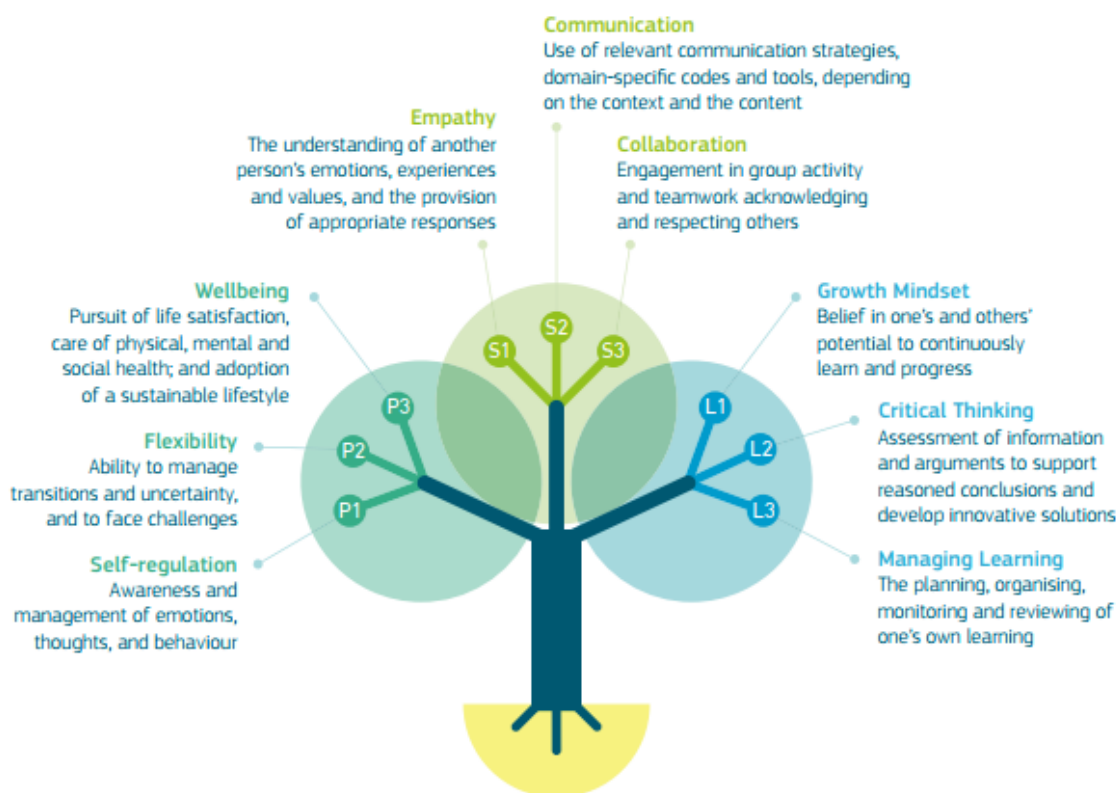 Communication
Use of relevant communication strategies,
domain-specific codes and tools, depending
on the context and the content
Empathy
The understanding of another
person's emotions, experiences
and values, and the provision
of appropriate responses
Collaboration
Engagement in group activity
and teamwork acknowledging
and respecting others
Wellbeing
Pursuit of life satisfaction,
care of physical, mental and
social health; and adoption
of a sustainable lifestyle
Flexibility
Ability to manage
transitions and uncertainty,
and to face challenges
Self-regulation
Awareness and
management of emotions,
thoughts, and behaviour
P3
P2
P1
S1
S2
S3
L1
L2
L3
Growth Mindset
Belief in one's and others'
potential to continuously
learn and progress
Critical Thinking
Assessment of information
and arguments to support
reasoned conclusions and
develop innovative solutions
Managing Learning
The planning, organising,
monitoring and reviewing of
one's own learning